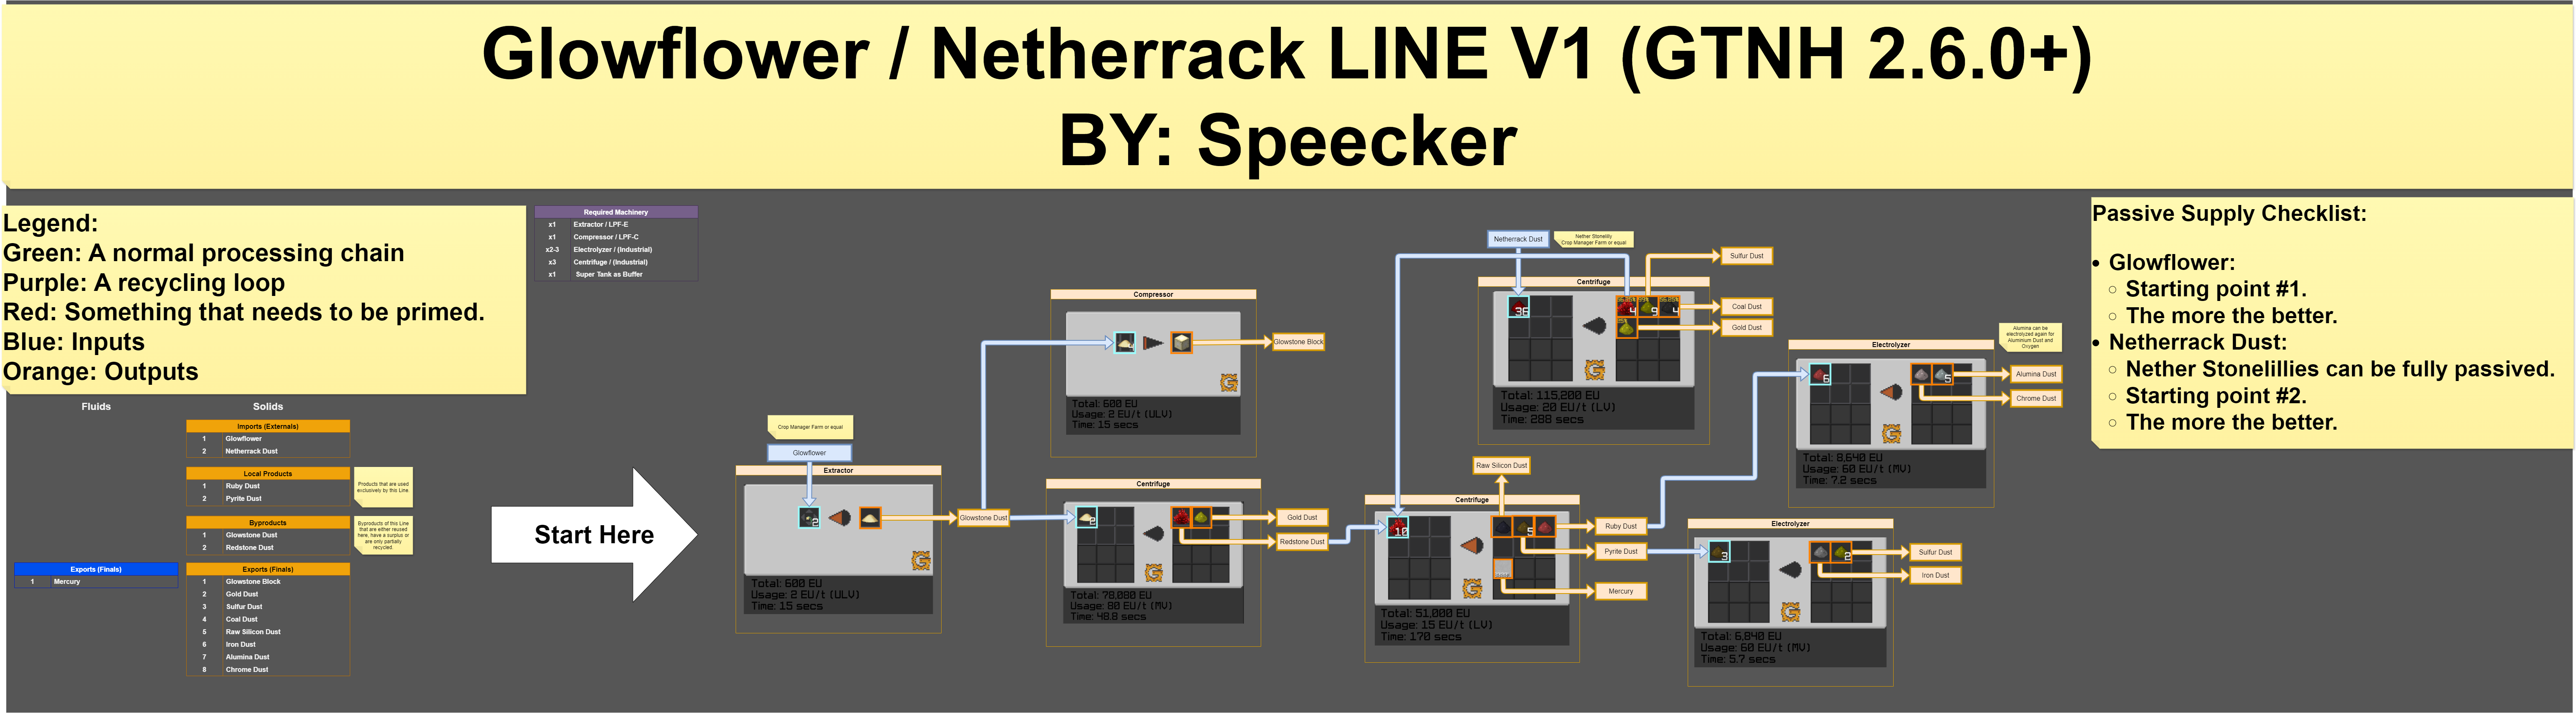 Glowflower / Netherrack LINE V1 (GTNH 2.6.0+)
BY: Speecker
Legend:
Green: A normal processing chain
Purple: A recycling loop
Red: Something that needs to be primed.
Blue: Inputs
Orange: Outputs
Required Machinery
x1 Extractor / LPF-E
x1 Compressor / LPF-C
x2-3 Electrolyzer / (Industrial)
x3 Centrifuge / (Industrial)
x1 Super Tank as Buffer
Fluids
Solids
Imports (Externals)
1 Glowflower
2 Netherrack Dust
Local Products
1 Ruby Dust
2 Pyrite Dust
Products that are used
exclusively by this Line.
Byproducts
1 Glowstone Dust
2 Redstone Dust
Byproducts of this Line
that are either reused
here, have a surplus or
are only partially
recycled.
Exports (Finals)
1 Mercury
Exports (Finals)
1 Glowstone Block
2 Gold Dust
3 Sulfur Dust
4 Coal Dust
5 Raw Silicon Dust
6 Iron Dust
7 Alumina Dust
8 Chrome Dust
Start Here
Crop Manager Farm or equal
Glowflower
Extractor
2
Total: 600 EU
Usage: 2 EU/t (ULV)
Time: 15 secs
Glowstone Dust
Compressor
Total: 600 EU
Usage: 2 EU/t (ULV)
Time: 15 secs
Glowstone Block
Centrifuge
2
Total: 78,080 EU
Usage: 80 EU/t (MV)
Time: 48.8 secs
Gold Dust
Redstone Dust
Netherrack Dust
Nether Stonelilly
Crop Manager Farm or equal
Centrifuge
36
4
9
4
Total: 115,200 EU
Usage: 20 EU/t (LV)
Time: 288 secs
Sulfur Dust
Coal Dust
Gold Dust
Raw Silicon Dust
Centrifuge
10
5
Total: 51,000 EU
Usage: 15 EU/t (LV)
Time: 170 secs
Ruby Dust
Pyrite Dust
Mercury
Electrolyzer
6
5
Total: 8,640 EU
Usage: 60 EU/t (MV)
Time: 7.2 secs
Alumina can be
electrolyzed again for
Aluminium Dust and
Oxygen
Alumina Dust
Chrome Dust
Electrolyzer
3
2
Total: 6,840 EU
Usage: 60 EU/t (MV)
Time: 5.7 secs
Sulfur Dust
Iron Dust
Passive Supply Checklist:
• Glowflower:
○ Starting point #1.
○ The more the better.
• Netherrack Dust:
○ Nether Stonelillies can be fully passived.
○ Starting point #2.
○ The more the better.